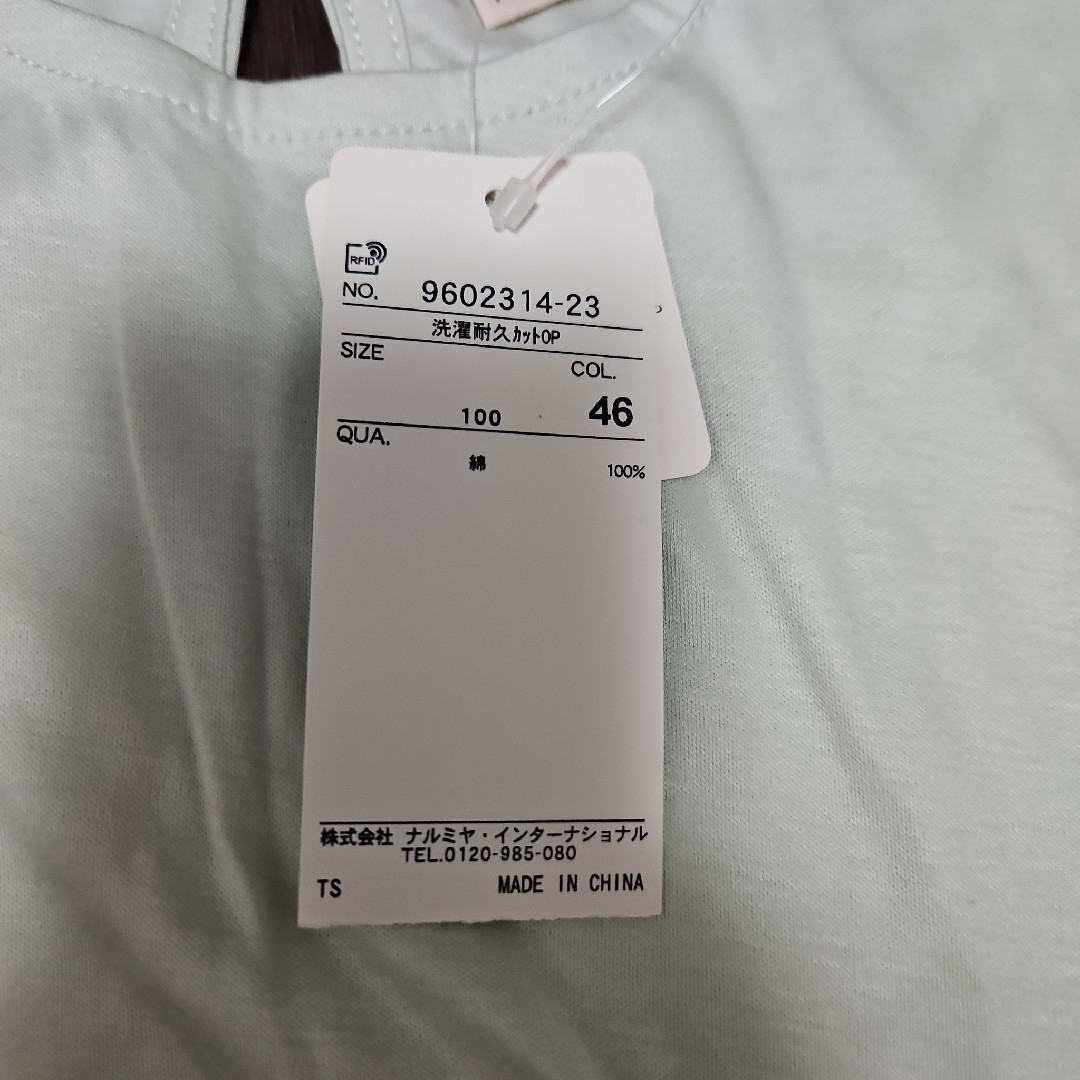 RFID
NO. 9602314-23
洗濯耐久ｶｯﾄOP
SIZE COL.
100 46
QUA.
綿 100%
株式会社 ナルミヤ・インターナショナル
TEL.0120-985-080
TS MADE IN CHINA